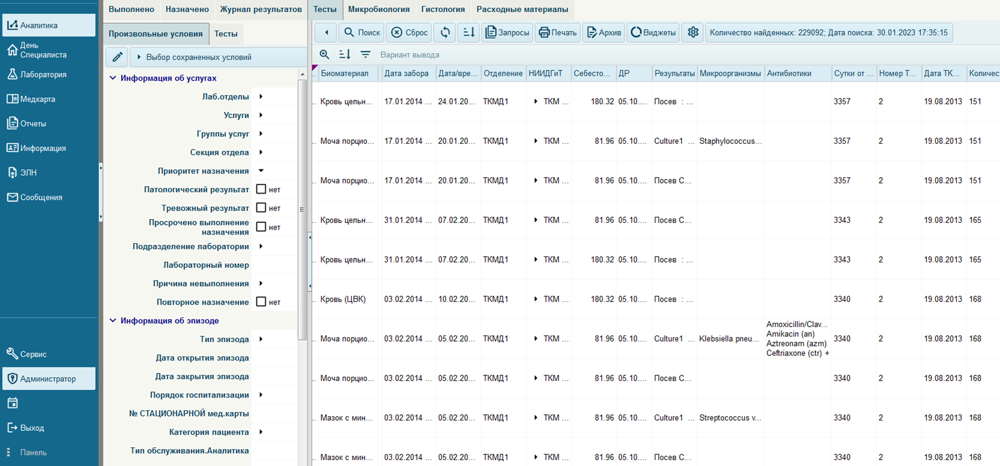 Выполнено Назначено Журнал результатов Тесты Микробиология Гистология Расходные материалы
Аналитика
День
Специалиста
Лаборатория
Медкарта
Отчеты
Информация
ЭЛН
Сообщения
Сервис
Администратор
Выход
Панель
Произвольные условия Тесты
Выбор сохраненных условий
Информация об услугах
Лаб.отделы
Услуги
Группы услуг
Секция отдела
Приоритет назначения
Патологический результат нет
Тревожный результат нет
Просрочено выполнение
назначения нет
Подразделение лаборатории
Лабораторный номер
Причина невыполнения
Повторное назначение нет
Информация об эпизоде
Тип эпизода
Дата открытия эпизода
Дата закрытия эпизода
Порядок госпитализации
№ СТАЦИОНАРНОЙ мед.карты
Категория пациента
Тип обслуживания.Аналитика
Поиск Сброс Запросы Печать Архив Виджеты Количество найденных: 229092; Дата поиска: 30.01.2023 17:35:15
Вариант вывода
... Биоматериал Дата забора Дата/вре... Отделение НИИДГиТ Себесто... ДР Результаты Микроорганизмы Антибиотики Сутки от ... Номер Т... Дата ТК... Количес
... Кровь цельн... 17.01.2014 ... 24.01.20... ТКМД1 ТКМ ... 180.32 05.10.... Посев : ... 3357 2 19.08.2013 151
... Моча порцио... 17.01.2014 ... 20.01.20... ТКМД1 ТКМ ... 81.96 05.10.... Culture1 ... Staphylococcus... 3357 2 19.08.2013 151
... Моча порцио... 17.01.2014 ... 20.01.20... ТКМД1 ТКМ ... 81.96 05.10.... Посев С... 3357 2 19.08.2013 151
... Кровь цельн... 31.01.2014 ... 07.02.20... ТКМД1 ТКМ ... 81.96 05.10.... Посев С... 3343 2 19.08.2013 165
... Кровь цельн... 31.01.2014 ... 07.02.20... ТКМД1 ТКМ ... 180.32 05.10.... Посев : ... 3343 2 19.08.2013 165
... Кровь (ЦВК) 03.02.2014 ... 10.02.20... ТКМД1 ТКМ ... 180.32 05.10.... Посев : ... 3340 2 19.08.2013 168
... Моча порцио... 03.02.2014 ... 05.02.20... ТКМД1 ТКМ ... 81.96 05.10.... Culture1 ... Klebsiella pneu... Amoxicillin/Clav... 3340 2 19.08.2013 168
Amikacin (an)
Aztreonam (azm)
Ceftriaxone (ctr) +
... Моча порцио... 03.02.2014 ... 05.02.20... ТКМД1 ТКМ ... 81.96 05.10.... Посев С... 3340 2 19.08.2013 168
... Мазок с мин... 03.02.2014 ... 05.02.20... ТКМД1 ТКМ ... 81.96 05.10.... Culture1 ... Streptococcus v... 3340 2 19.08.2013 168
... Мазок с мин... 03.02.2014 ... 05.02.20... ТКМД1 ТКМ ... 81.96 05.10.... Посев С... 3340 2 19.08.2013 168